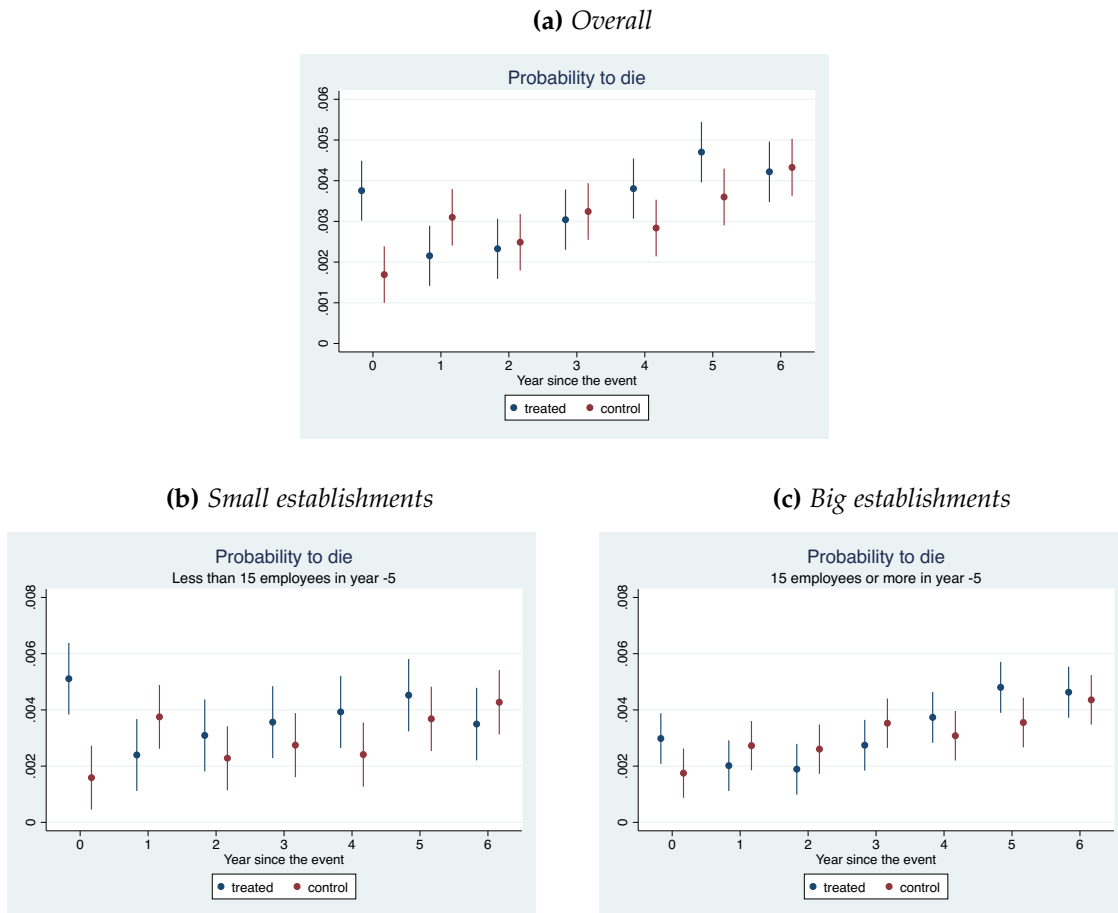 (a) Overall
Probability to die
.006
.005
.004
.003
.002
.001
0
0 1 2 3 4 5 6
Year since the event
treated control
(b) Small establishments
Probability to die
Less than 15 employees in year -5
.008
.006
.004
.002
0
0 1 2 3 4 5 6
Year since the event
treated control
(c) Big establishments
Probability to die
15 employees or more in year -5
.008
.006
.004
.002
0
0 1 2 3 4 5 6
Year since the event
treated control